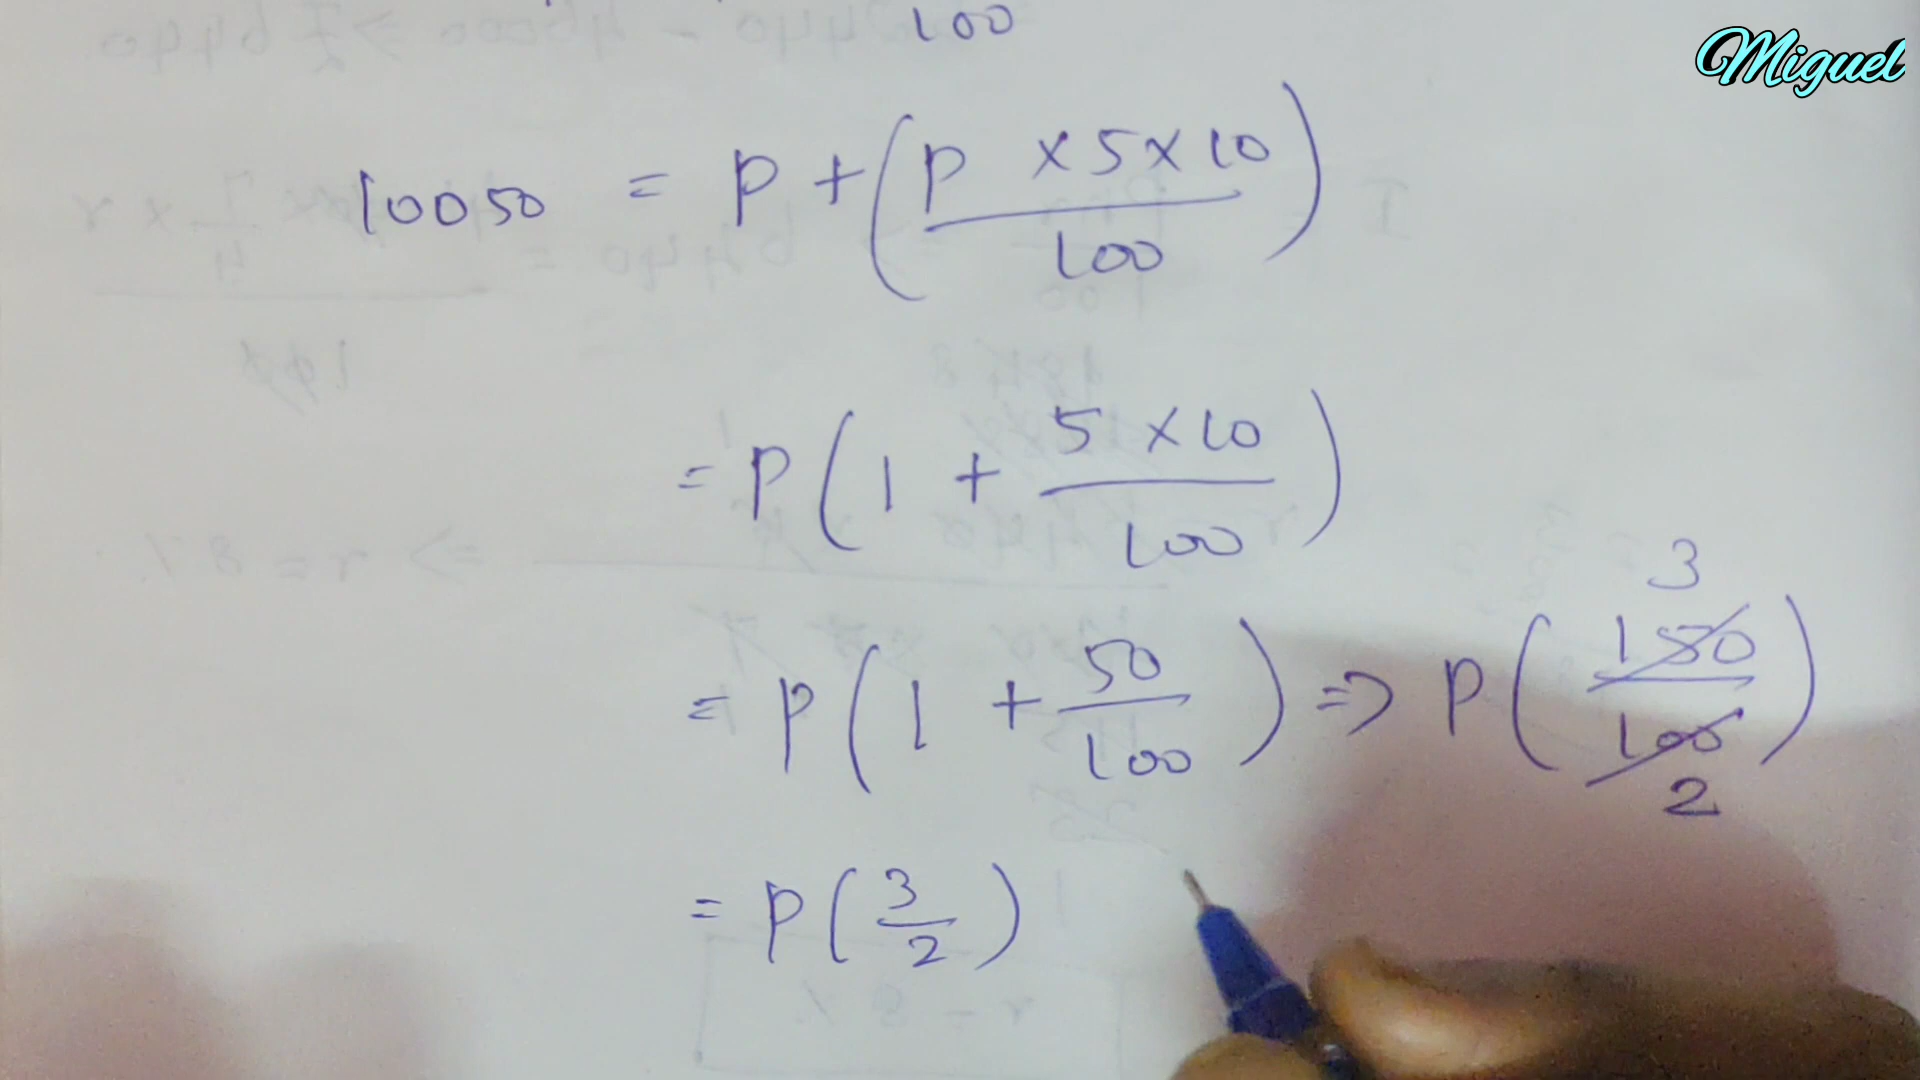 100
Miguel
10050 = P + (P × 5 × 10 / 100)
= P (1 + 5 × 10 / 100)
= P (1 + 50 / 100) ⇒ P (150 / 100) 3 2
= P (3/2)